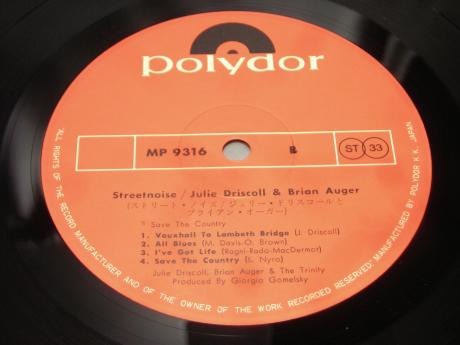 polydor
MP 9316
B
ST 33
Streetnoise / Julie Driscoll & Brian Auger
(ストリート・ノイズ/ジュリー・ドリスコールと
ブライアン・オーガー)
Save The Country
1. Vauxhall To Lambeth Bridge (J. Driscoll)
2. All Blues (M. Davis-O. Brown)
3. I've Got Life (Ragni-Rado-MacDermot)
4. Save The Country (L. Nyro)
Julie Driscoll, Brian Auger & The Trinity
Produced by Giorgio Gomelsky
ALL RIGHTS OF THE RECORD MANUFACTURER AND OF THE OWNER OF THE WORK RECORDED RESERVED. MANUFACTURED BY POLYDOR K.K. JAPAN